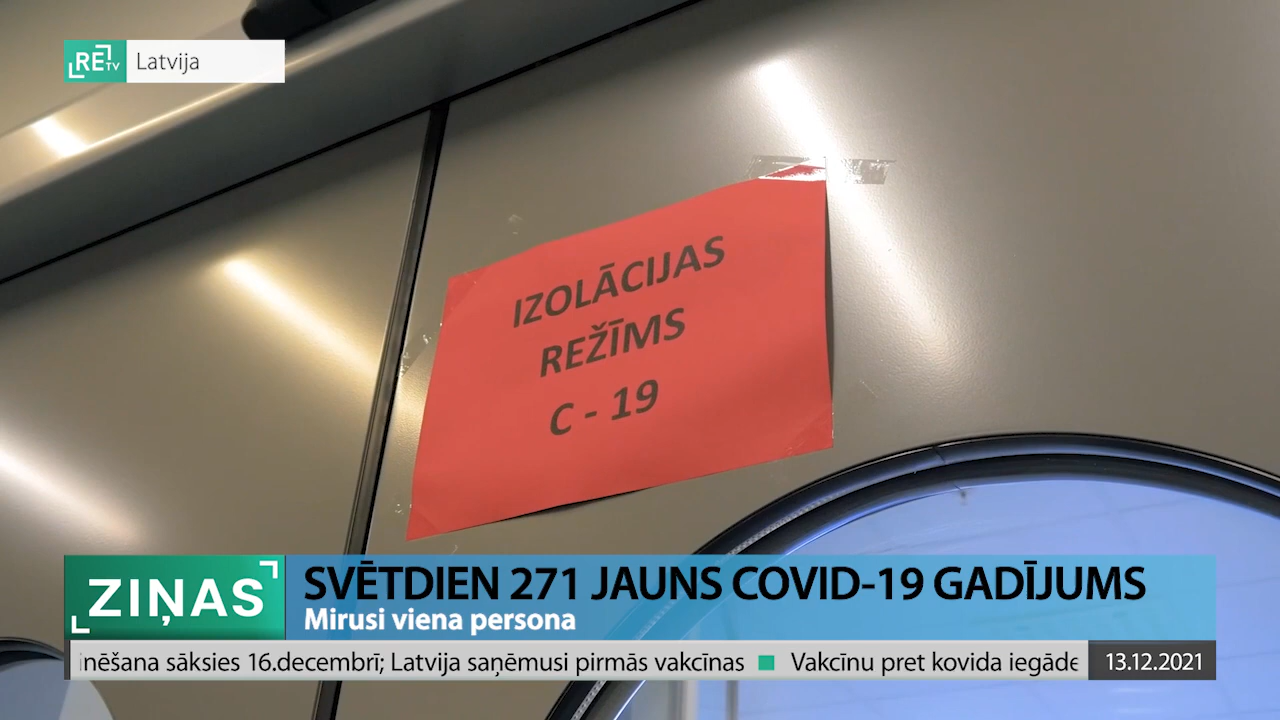 RE TV Latvija
IZOLĀCIJAS
REŽĪMS
C - 19
ZIŅAS
SVĒTDIEN 271 JAUNS COVID-19 GADĪJUMS
Mirusi viena persona
inēšana sāksies 16.decembrī; Latvija saņēmusi pirmās vakcīnas ■ Vakcīnu pret kovida iegāde
13.12.2021